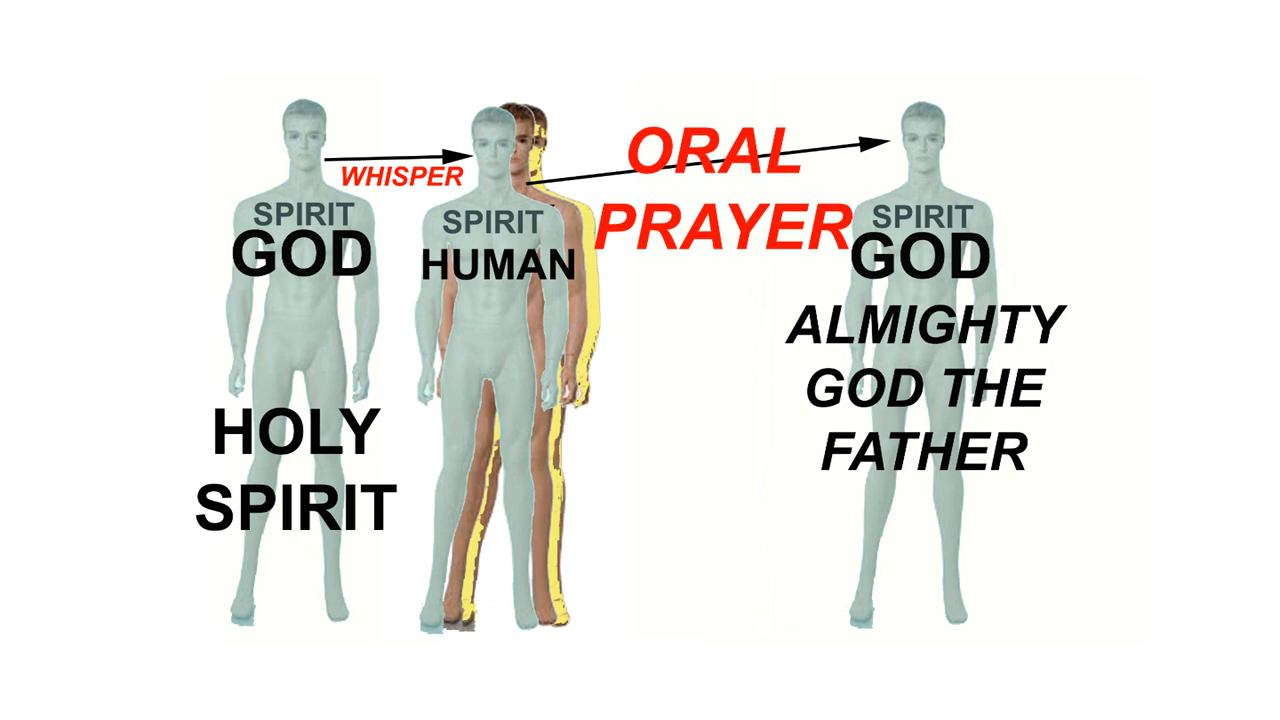 SPIRIT
GOD
HOLY
SPIRIT
WHISPER
SPIRIT
HUMAN
ORAL
PRAYER
SPIRIT
GOD
ALMIGHTY
GOD THE
FATHER